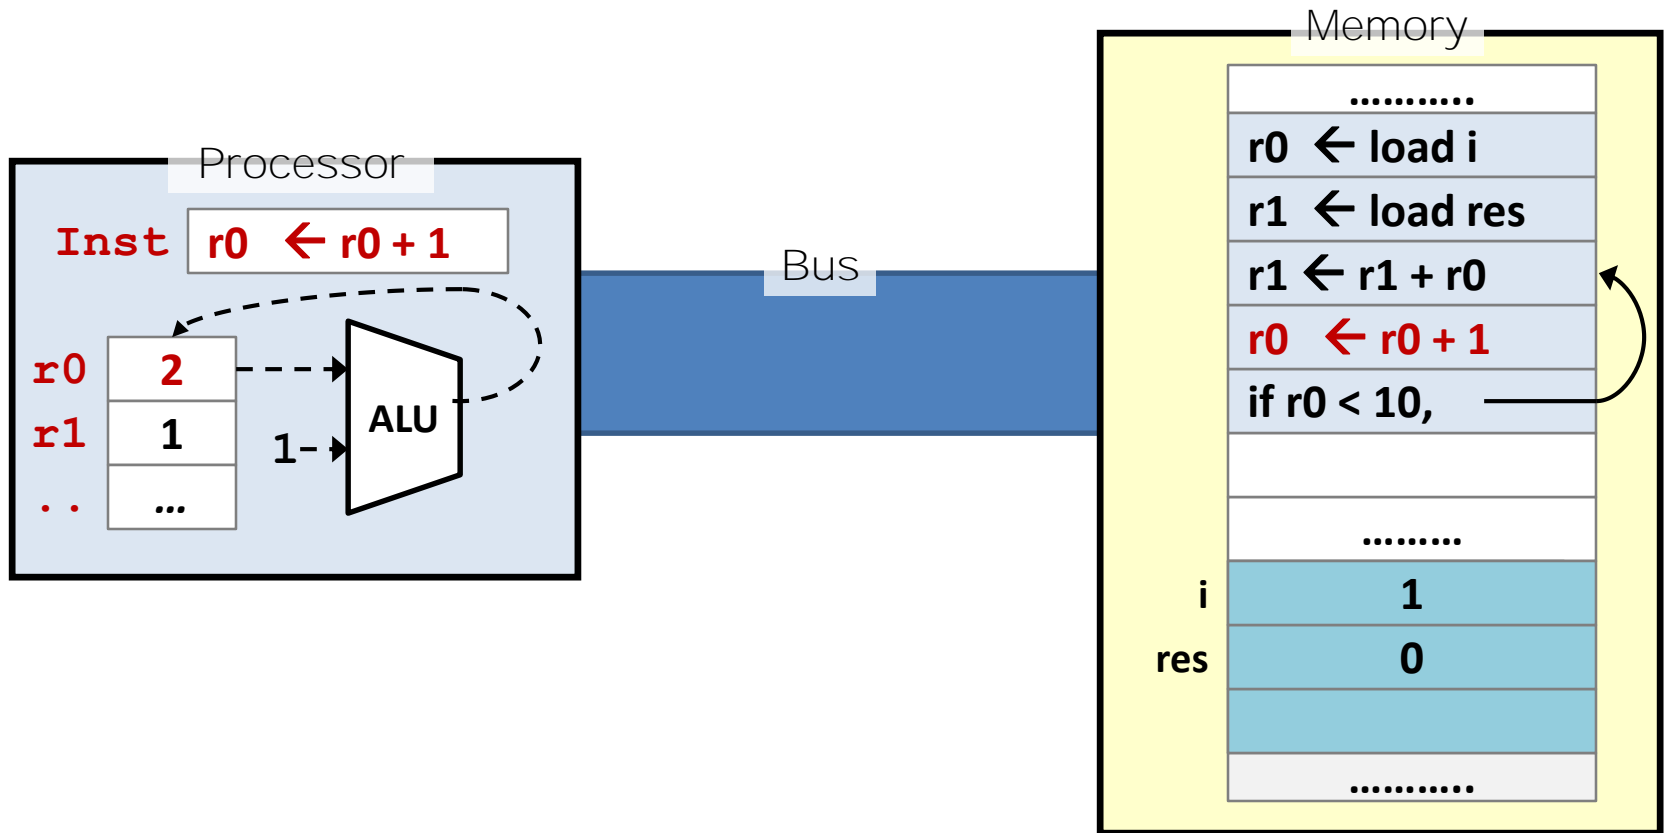 Processor
Inst r0 ← r0 + 1
r0 2
r1 1
.. ...
1
ALU
Bus
Memory
...........
r0 ← load i
r1 ← load res
r1 ← r1 + r0
r0 ← r0 + 1
if r0 < 10,
.........
i 1
res 0
...........